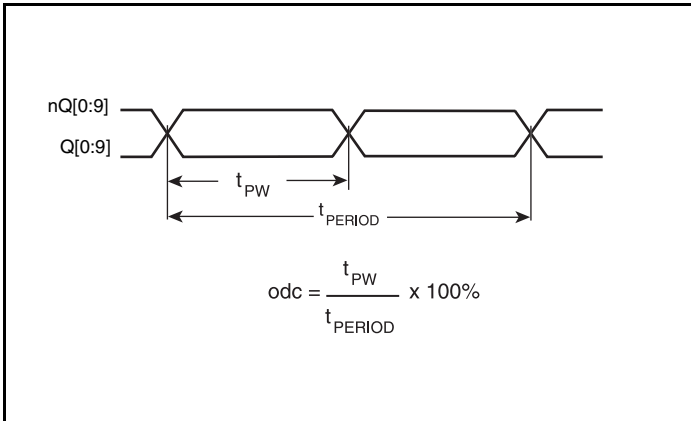 nQ[0:9]
Q[0:9]
tPW
tPERIOD
odc = tPW / tPERIOD x 100%